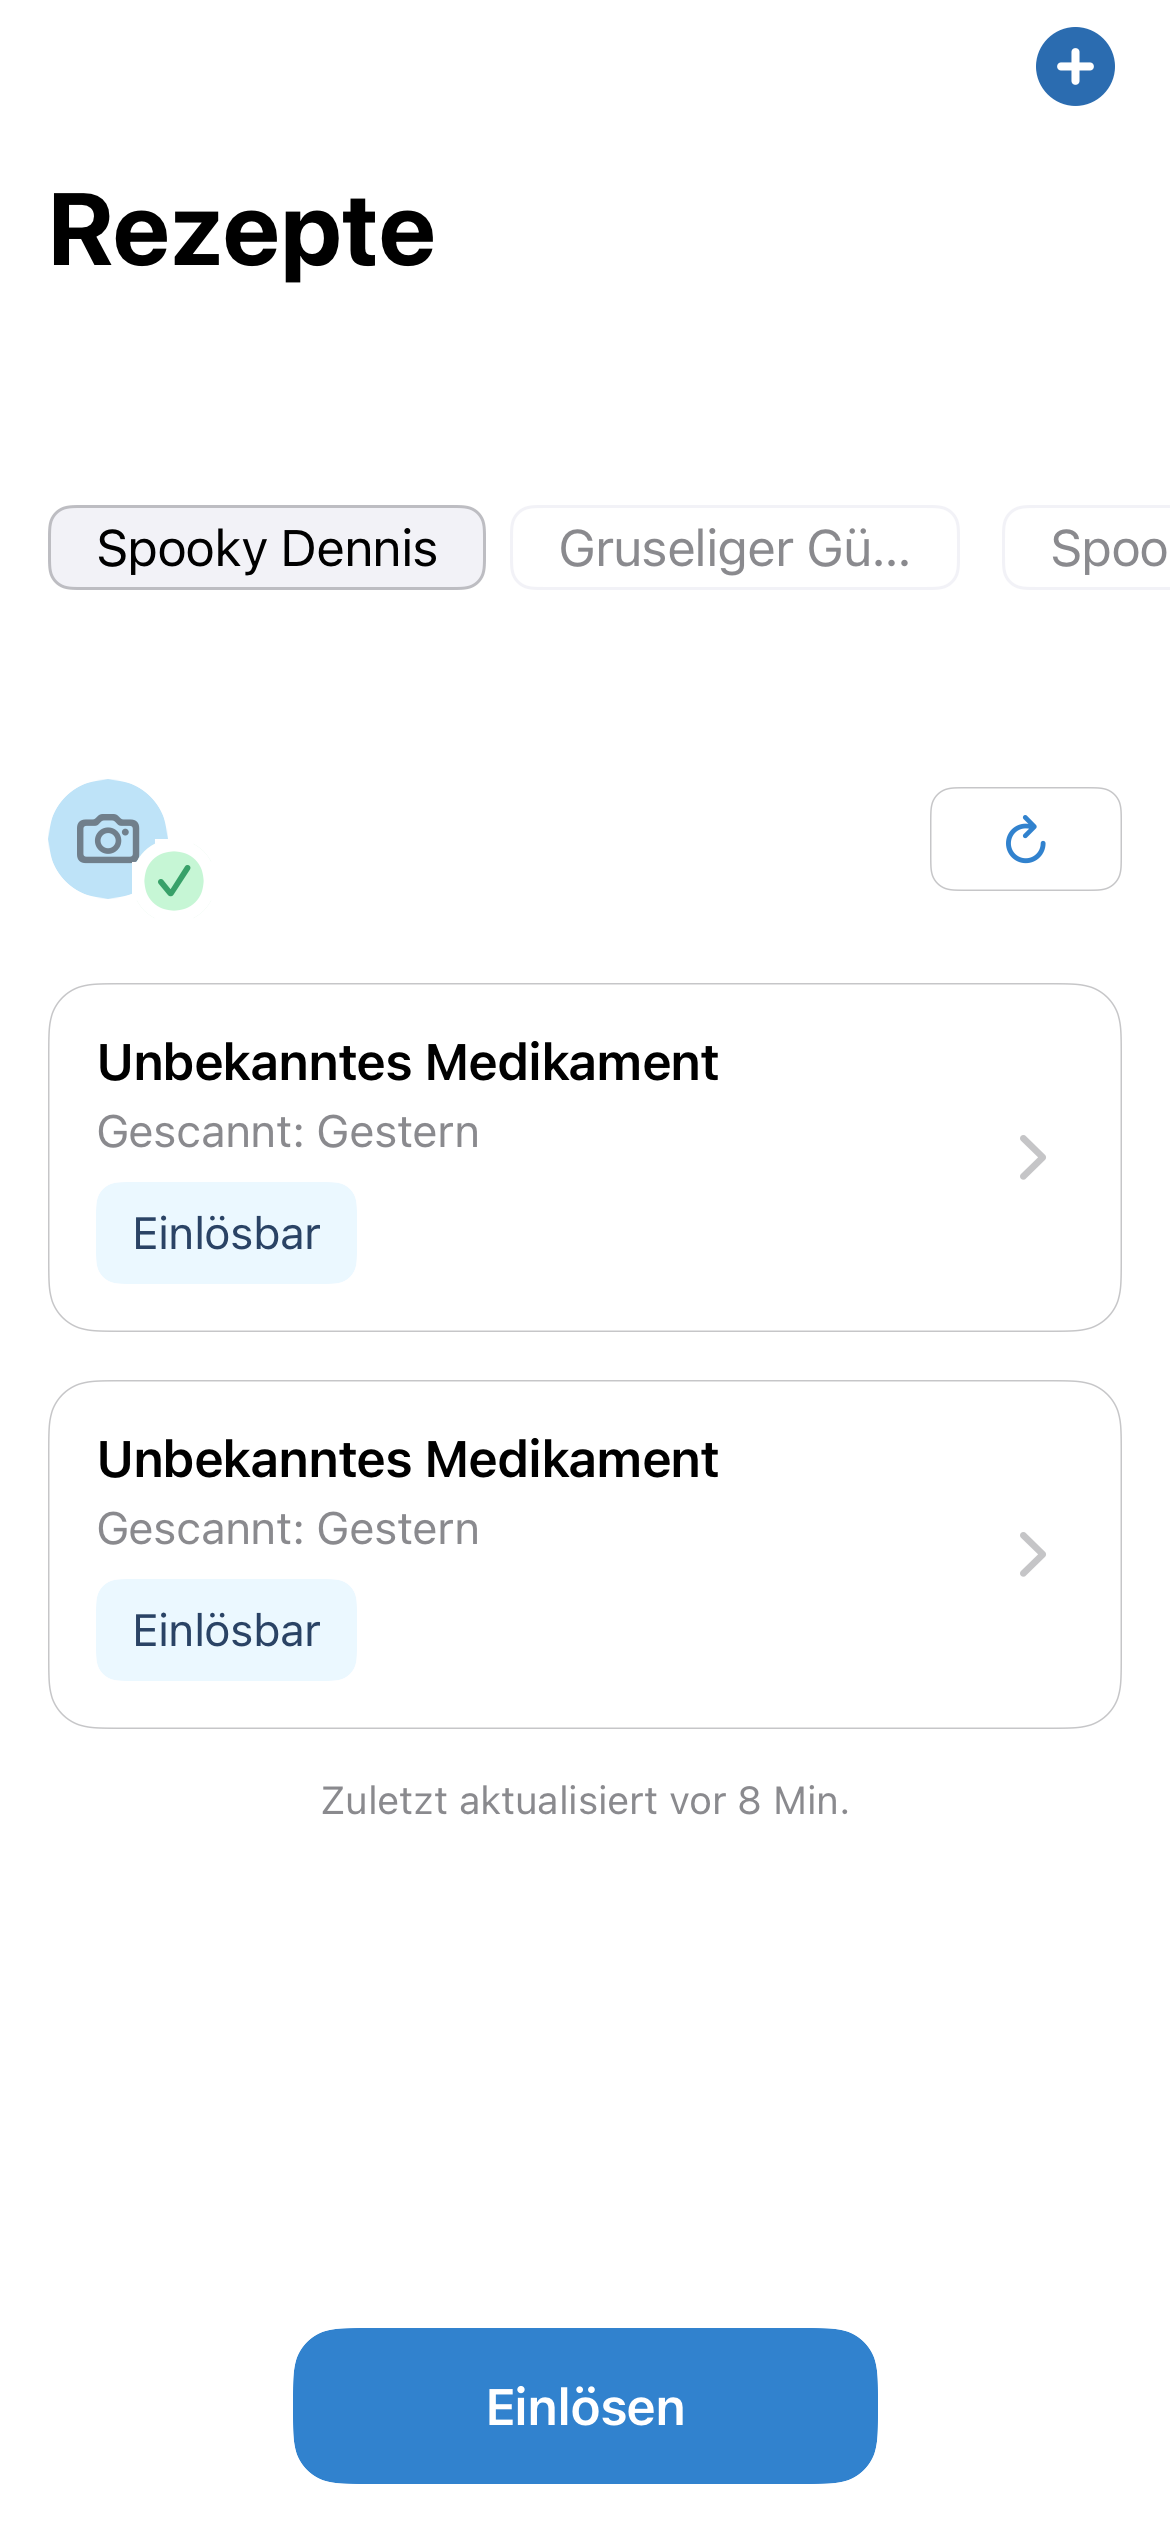 Rezepte
Spooky Dennis
Gruseliger Gü...
Spoo
Unbekanntes Medikament
Gescannt: Gestern
Einlösbar
Unbekanntes Medikament
Gescannt: Gestern
Einlösbar
Zuletzt aktualisiert vor 8 Min.
Einlösen